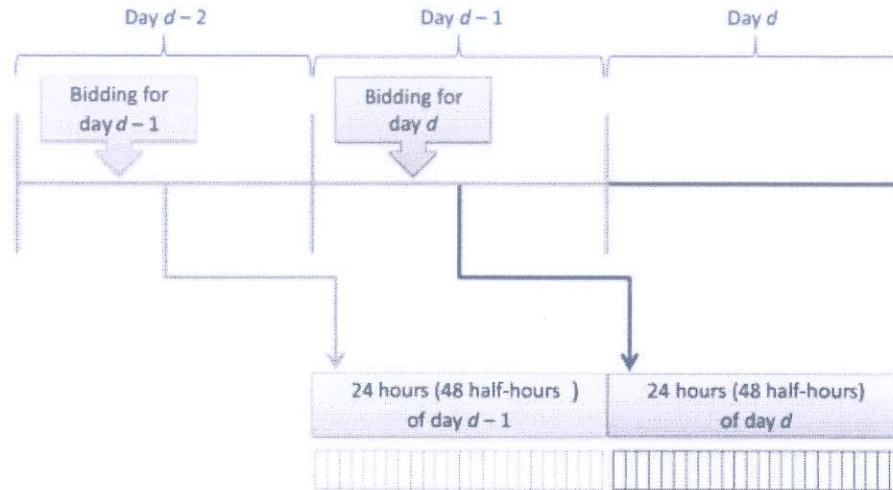 Day d – 2
Day d – 1
Day d
Bidding for
day d – 1
Bidding for
day d
24 hours (48 half-hours )
of day d – 1
24 hours (48 half-hours)
of day d